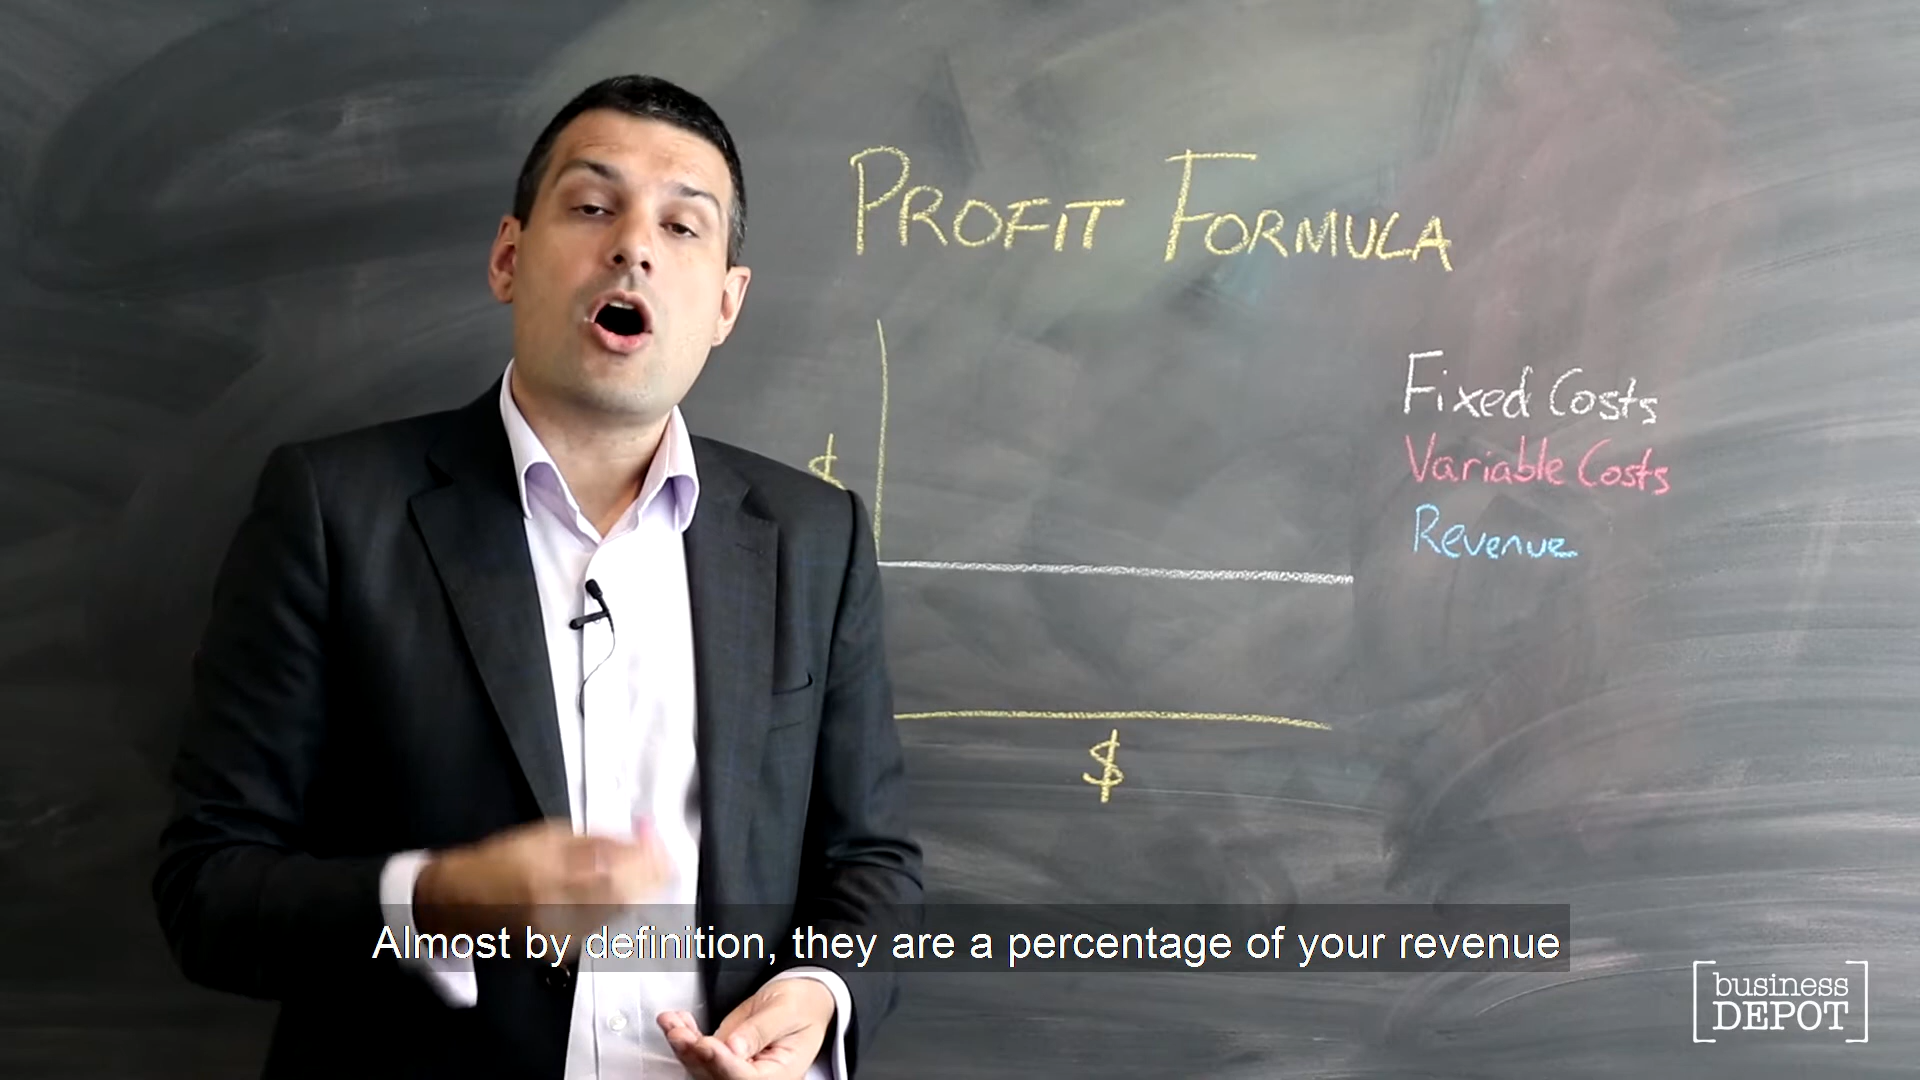 PROFIT FORMULA
Fixed Costs
$
Variable Costs
Revenue
$
Almost by definition, they are a percentage of your revenue
[business
DEPOT]